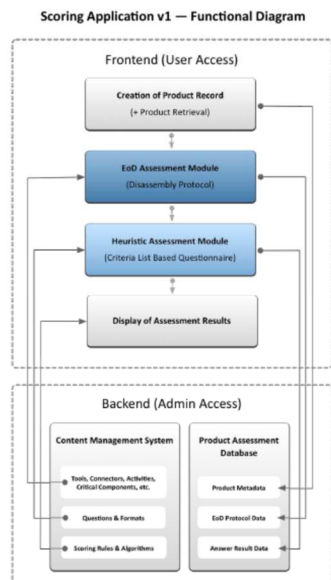 Scoring Application v1 — Functional Diagram
Frontend (User Access)
Creation of Product Record
(+ Product Retrieval)
EoD Assessment Module
(Disassembly Protocol)
Heuristic Assessment Module
(Criteria List Based Questionnaire)
Display of Assessment Results
Backend (Admin Access)
Content Management System
Tools, Connectors, Activities,
Critical Components, etc.
Questions & Formats
Scoring Rules & Algorithms
Product Assessment
Database
Product Metadata
EoD Protocol Data
Answer Result Data